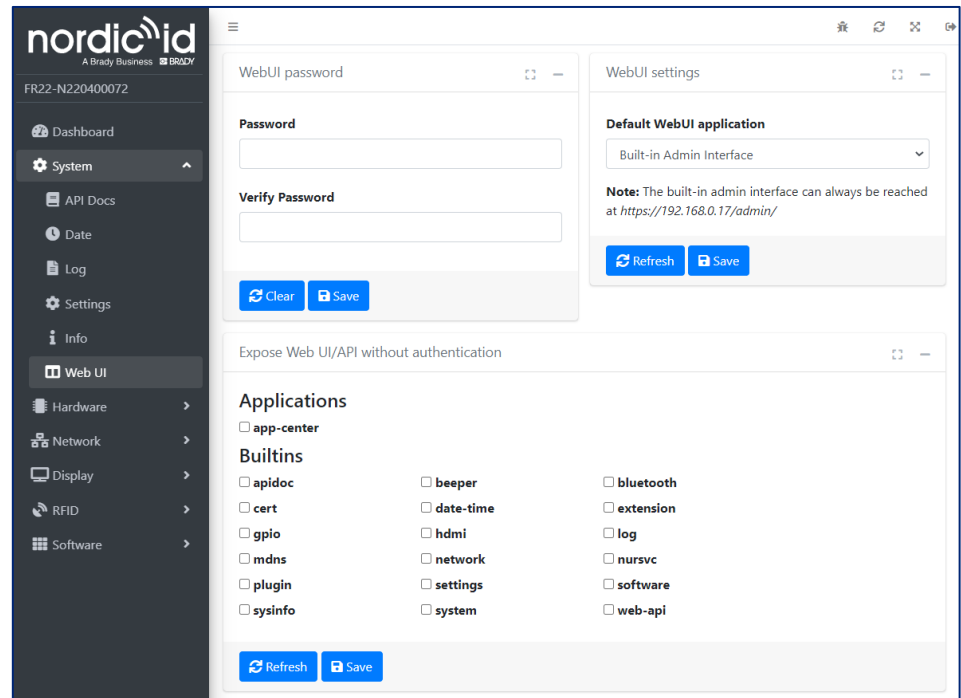 nordic id
A Brady Business BRADY
FR22-N220400072
Dashboard
System
API Docs
Date
Log
Settings
Info
Web UI
Hardware
Network
Display
RFID
Software
WebUI password
Password
Verify Password
Clear Save
WebUI settings
Default WebUI application
Built-in Admin Interface
Note: The built-in admin interface can always be reached
at https://192.168.0.17/admin/
Refresh Save
Expose Web UI/API without authentication
Applications
app-center
Builtins
apidoc beeper bluetooth
cert date-time extension
gpio hdmi log
mdns network nursvc
plugin settings software
sysinfo system web-api
Refresh Save